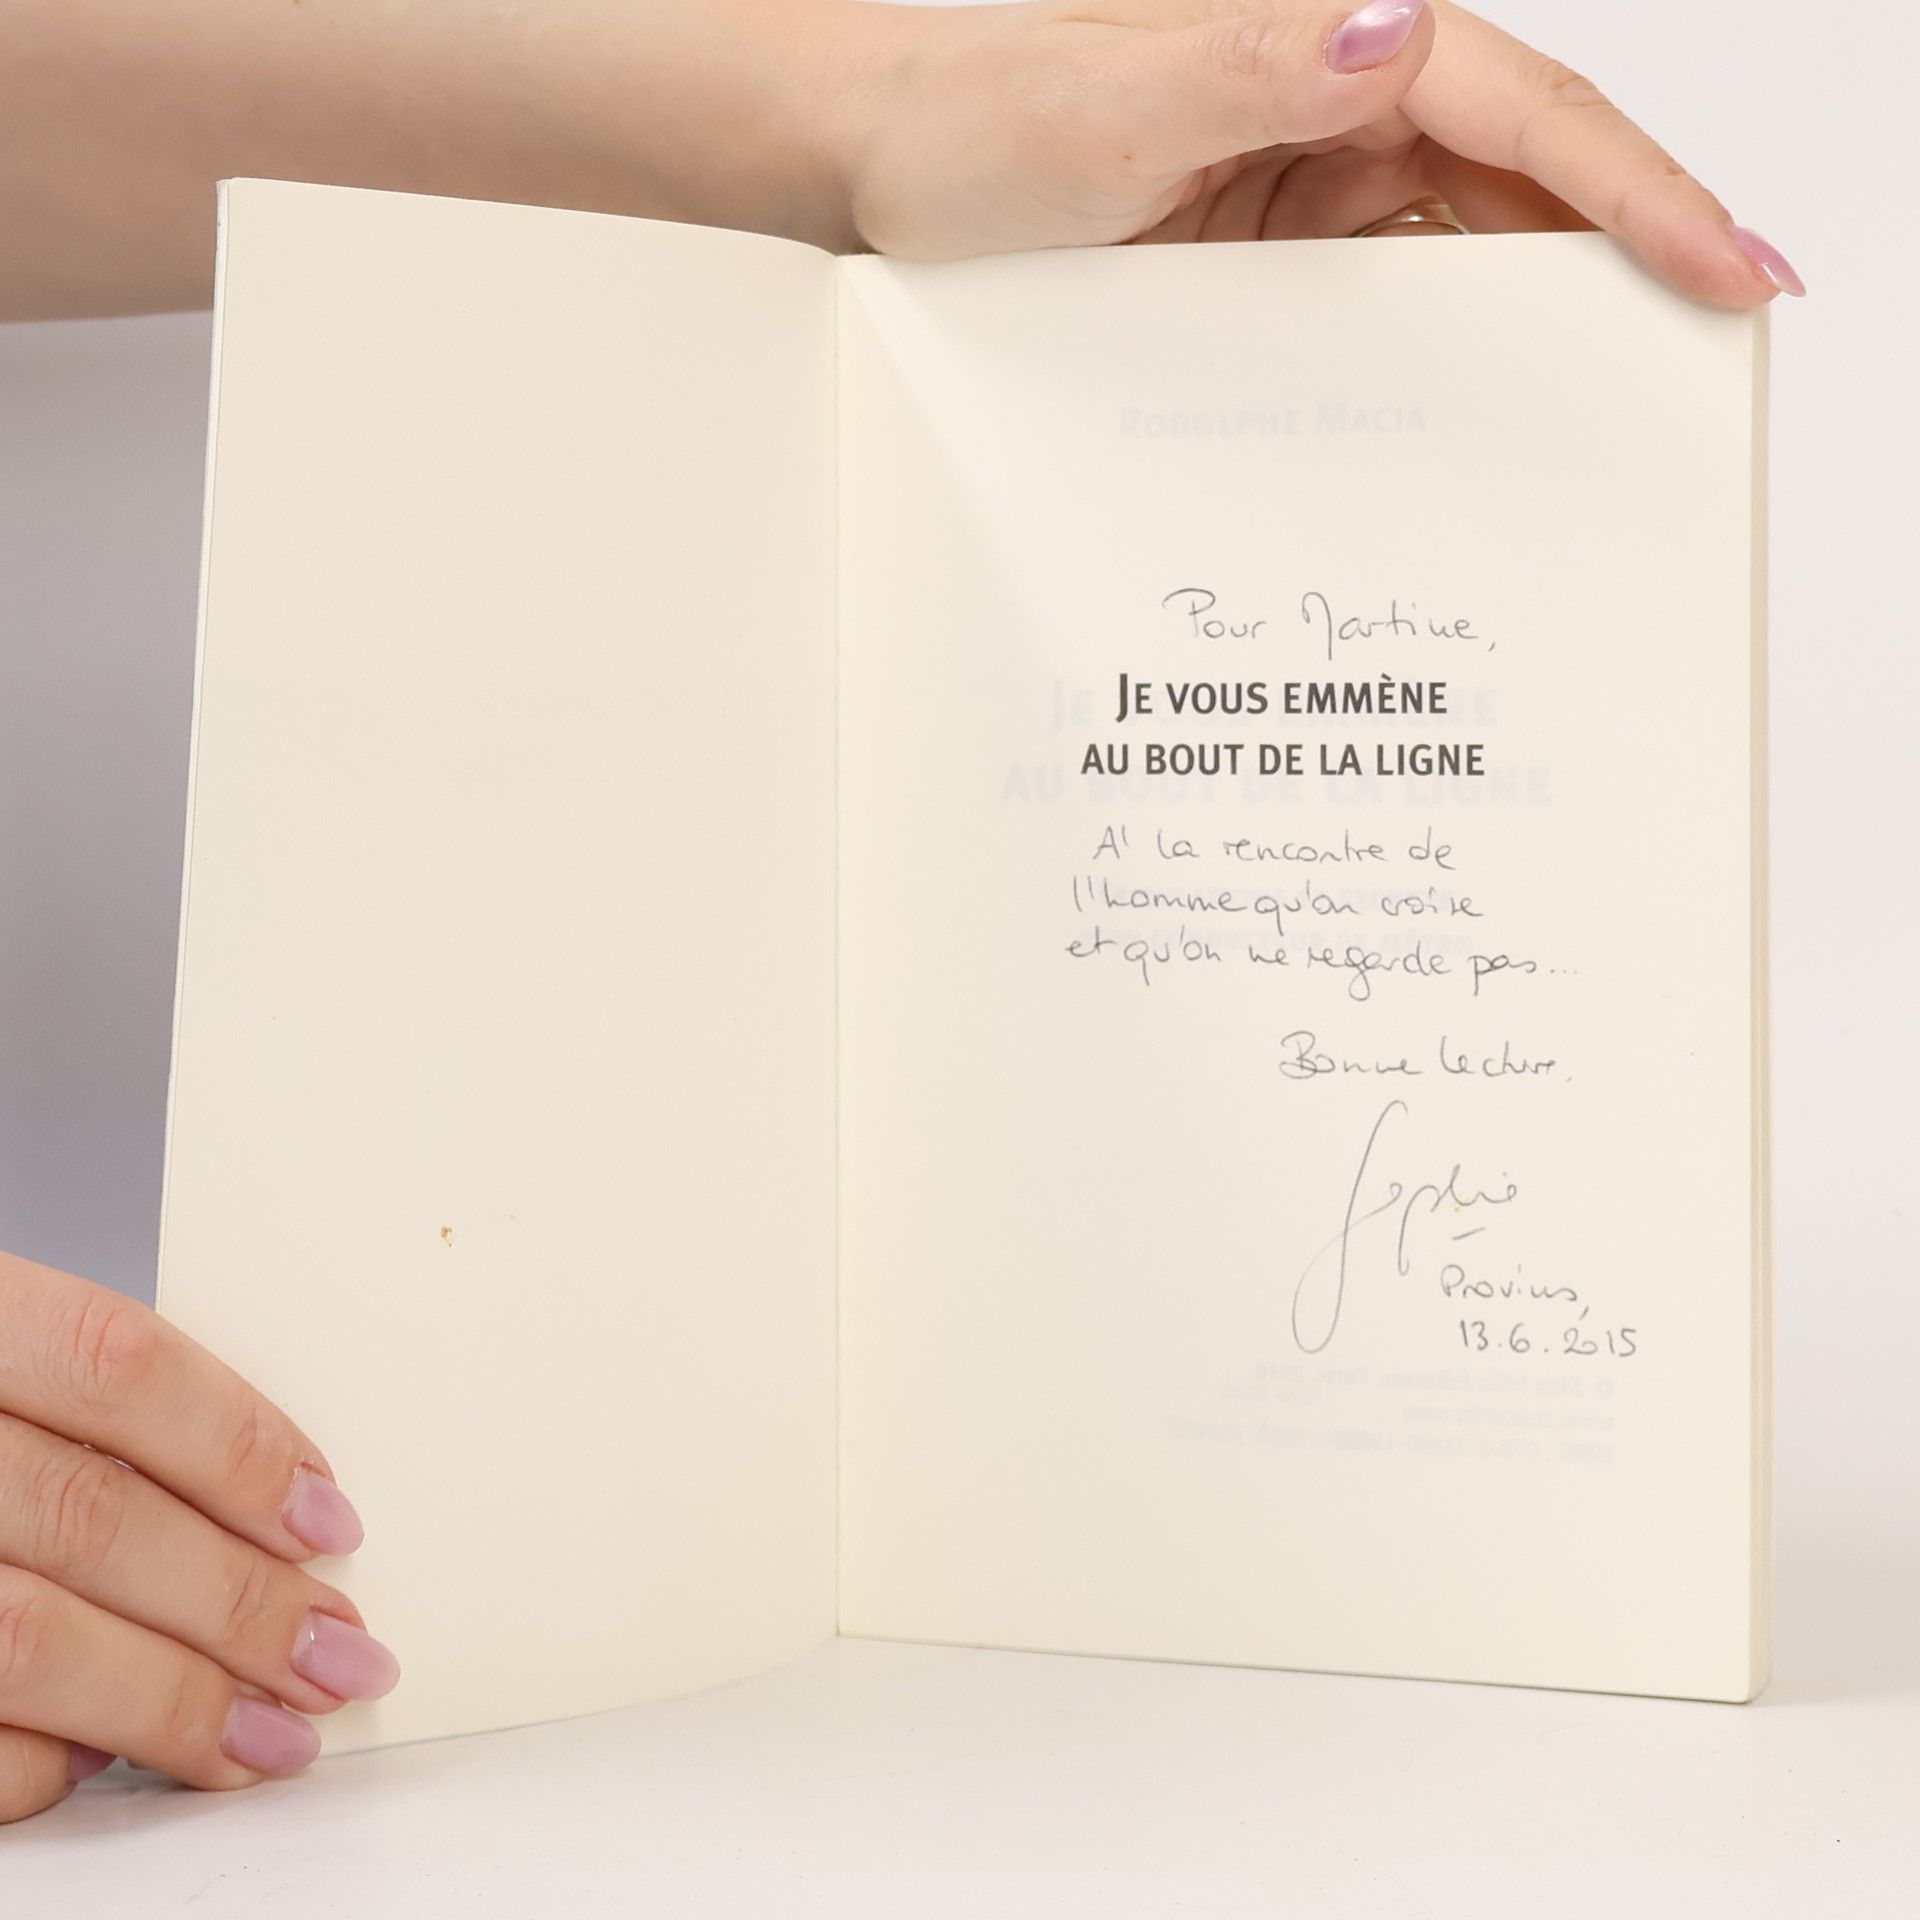 RODOLPHE MACIA
Pour Martine,
JE VOUS EMMÈNE
AU BOUT DE LA LIGNE
A' la rencontre de
l'homme qu'on croise
et qu'on ne regarde pas...
Bonne lecture.
Sophie
Provins,
13.6.2015